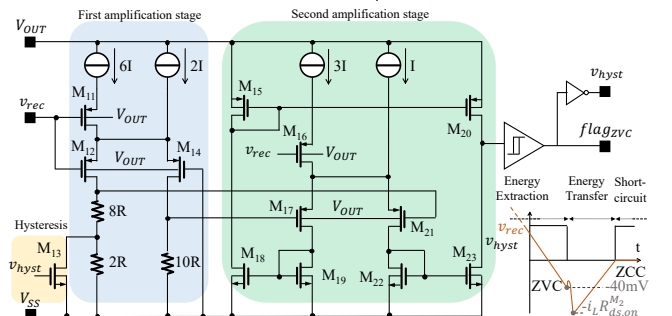 First amplification stage
Second amplification stage
V_OUT
6I
2I
3I
I
M11
M15
v_rec
V_OUT
M16
M20
v_hyst
flag_ZVC
M12
V_OUT
M14
v_rec
V_OUT
8R
M17
V_OUT
M21
Energy Extraction
Energy Transfer
Short-circuit
Hysteresis
M13
v_hyst
2R
10R
M18
M19
M22
M23
V_SS
v_rec
v_hyst
t
ZVC
ZCC
-40mV
-i_L R_ds,on^M2